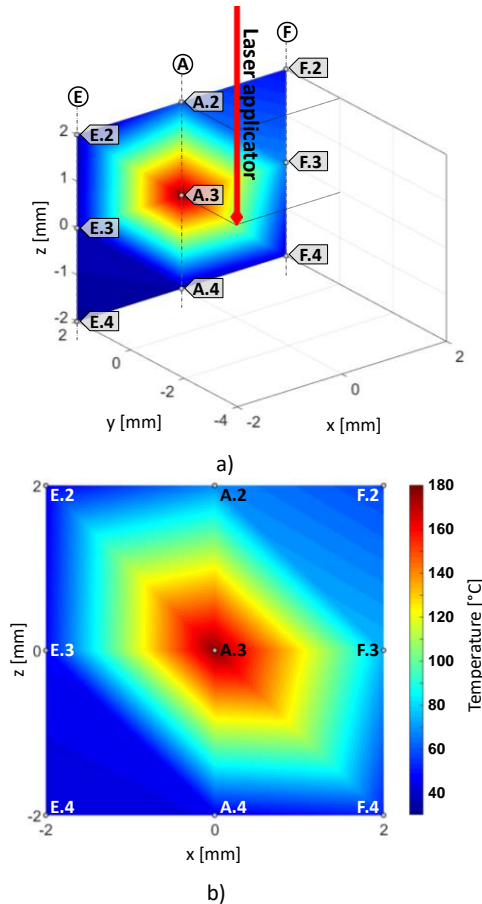 E
A
F
Laser applicator
F.2
A.2
E.2
F.3
A.3
E.3
F.4
A.4
E.4
2
1
0
-1
-2
z [mm]
2
0
-2
-4
y [mm]
-2
0
2
x [mm]
a)
2
0
-2
z [mm]
E.2
A.2
F.2
E.3
A.3
F.3
E.4
A.4
F.4
-2
0
2
x [mm]
180
160
140
120
100
80
60
40
Temperature [°C]
b)